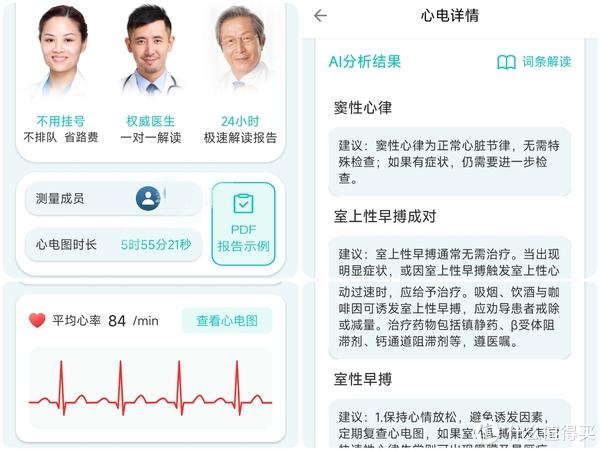 不用挂号
不排队 省路费
权威医生
一对一解读
24小时
极速解读报告
测量成员
心电图时长 5时55分21秒
PDF
报告示例
平均心率 84 /min
查看心电图
心电详情
AI分析结果
词条解读
窦性心律
建议：窦性心律为正常心脏节律，无需特
殊检查；如果有症状，仍需要进一步检
查。
室上性早搏成对
建议：室上性早搏通常无需治疗。当出现
明显症状，或因室上性早搏触发室上性心
动过速时，应给予治疗。吸烟、饮酒与咖
啡因可诱发室上性早搏，应劝导患者戒除
或减量。治疗药物包括镇静药、β受体阻
滞剂、钙通道阻滞剂等，遵医嘱。
室性早搏
建议：1.保持心情放松，避免诱发因素，
定期复查心电图，如果室性早搏触发室性
什么值得买